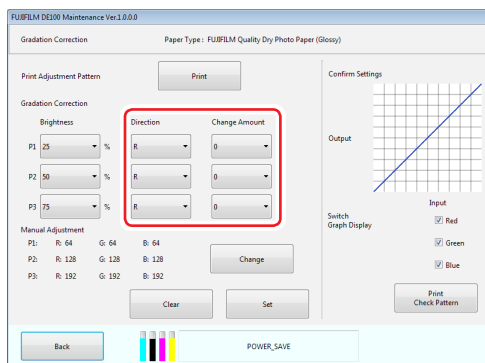 FUJIFILM DE100 Maintenance Ver.1.0.0.0
Gradation Correction
Paper Type : FUJIFILM Quality Dry Photo Paper (Glossy)
Print Adjustment Pattern
Print
Confirm Settings
Gradation Correction
Brightness
Direction
Change Amount
Output
P1 25 % R 0
P2 50 % R 0
P3 75 % R 0
Input
Switch
Graph Display
Red
Green
Blue
Manual Adjustment
P1: R: 64 G: 64 B: 64
P2: R: 128 G: 128 B: 128
P3: R: 192 G: 192 B: 192
Change
Clear
Set
Print
Check Pattern
Back
POWER_SAVE